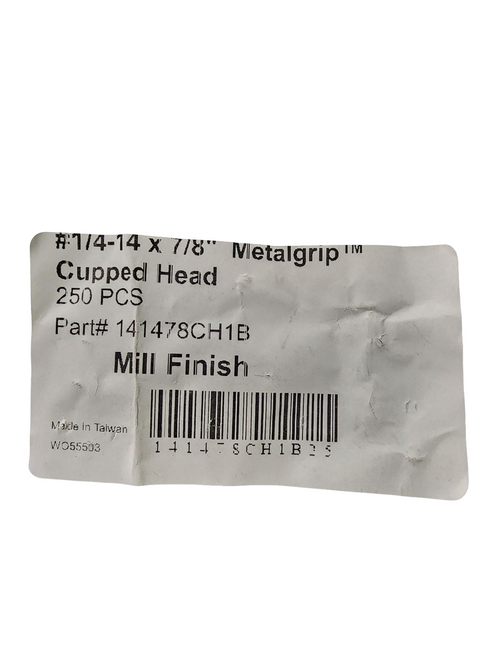 #1/4-14 x 7/8" Metalgrip™
Cupped Head
250 PCS
Part# 141478CH1B
Mill Finish
Made in Taiwan
WO55503
141478CH1B25